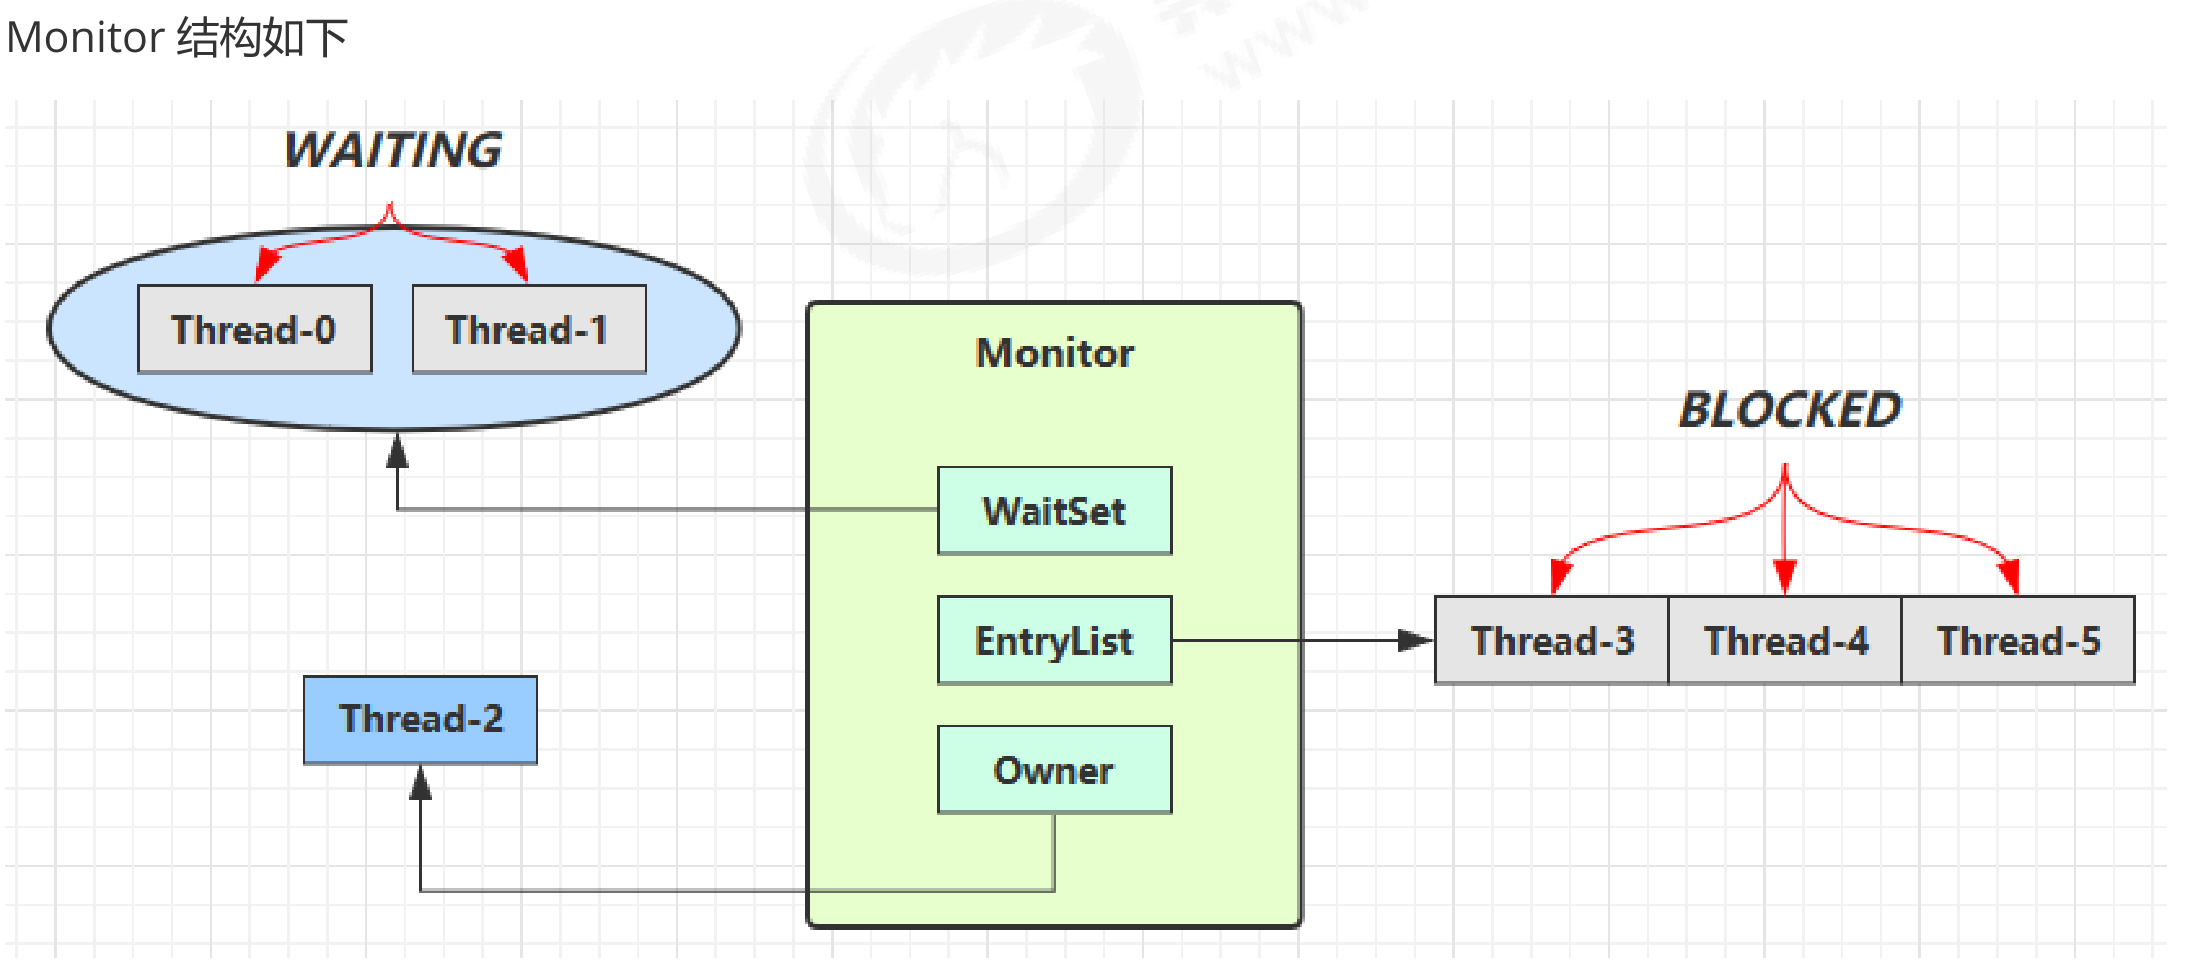 Monitor 结构如下
WAITING
Thread-0 Thread-1
Monitor
BLOCKED
WaitSet
EntryList
Thread-3 Thread-4 Thread-5
Thread-2
Owner